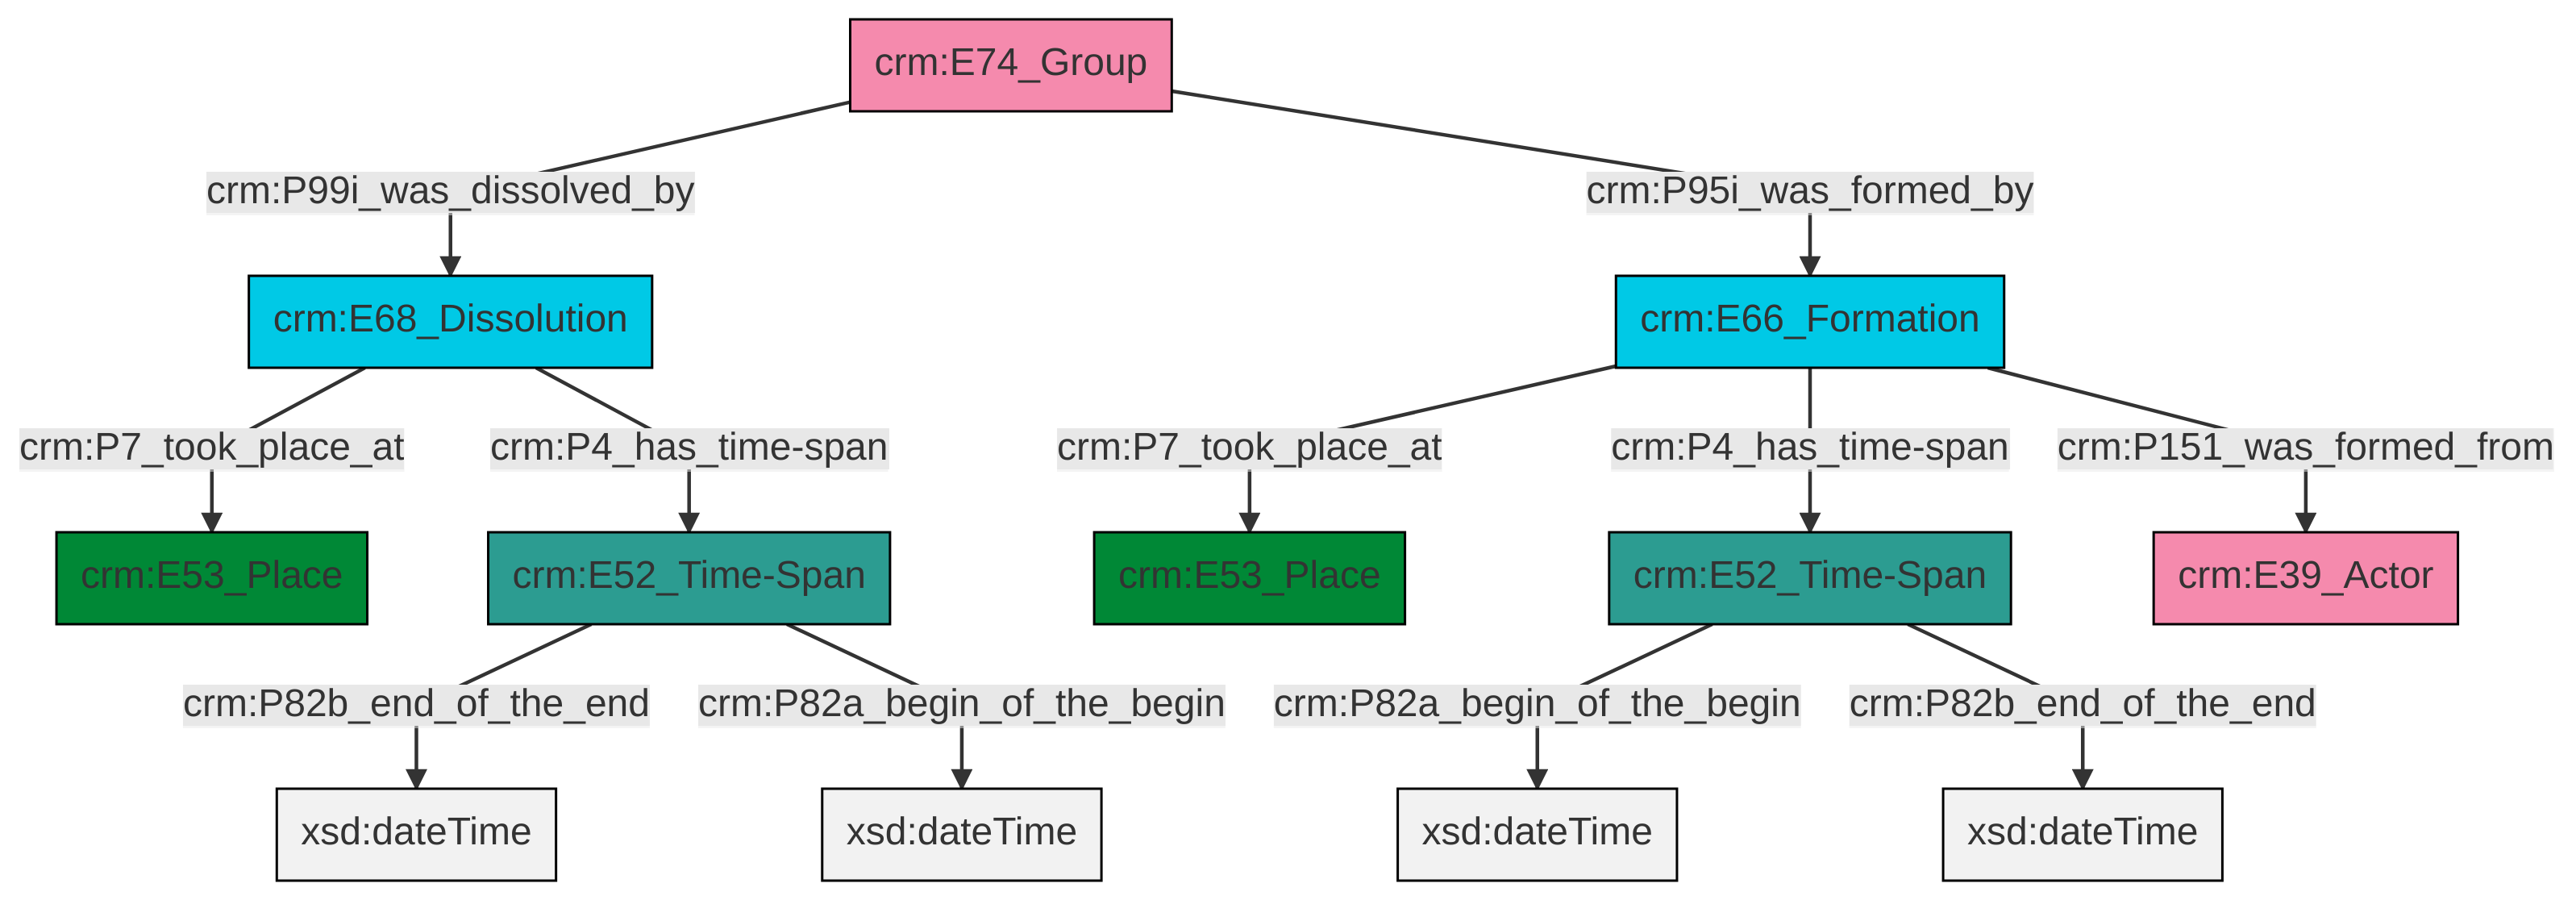 crm:E74_Group
crm:P99i_was_dissolved_by
crm:P95i_was_formed_by
crm:E68_Dissolution
crm:E66_Formation
crm:P7_took_place_at
crm:P4_has_time-span
crm:P7_took_place_at
crm:P4_has_time-span
crm:P151_was_formed_from
crm:E53_Place
crm:E52_Time-Span
crm:E53_Place
crm:E52_Time-Span
crm:E39_Actor
crm:P82b_end_of_the_end
crm:P82a_begin_of_the_begin
crm:P82a_begin_of_the_begin
crm:P82b_end_of_the_end
xsd:dateTime
xsd:dateTime
xsd:dateTime
xsd:dateTime